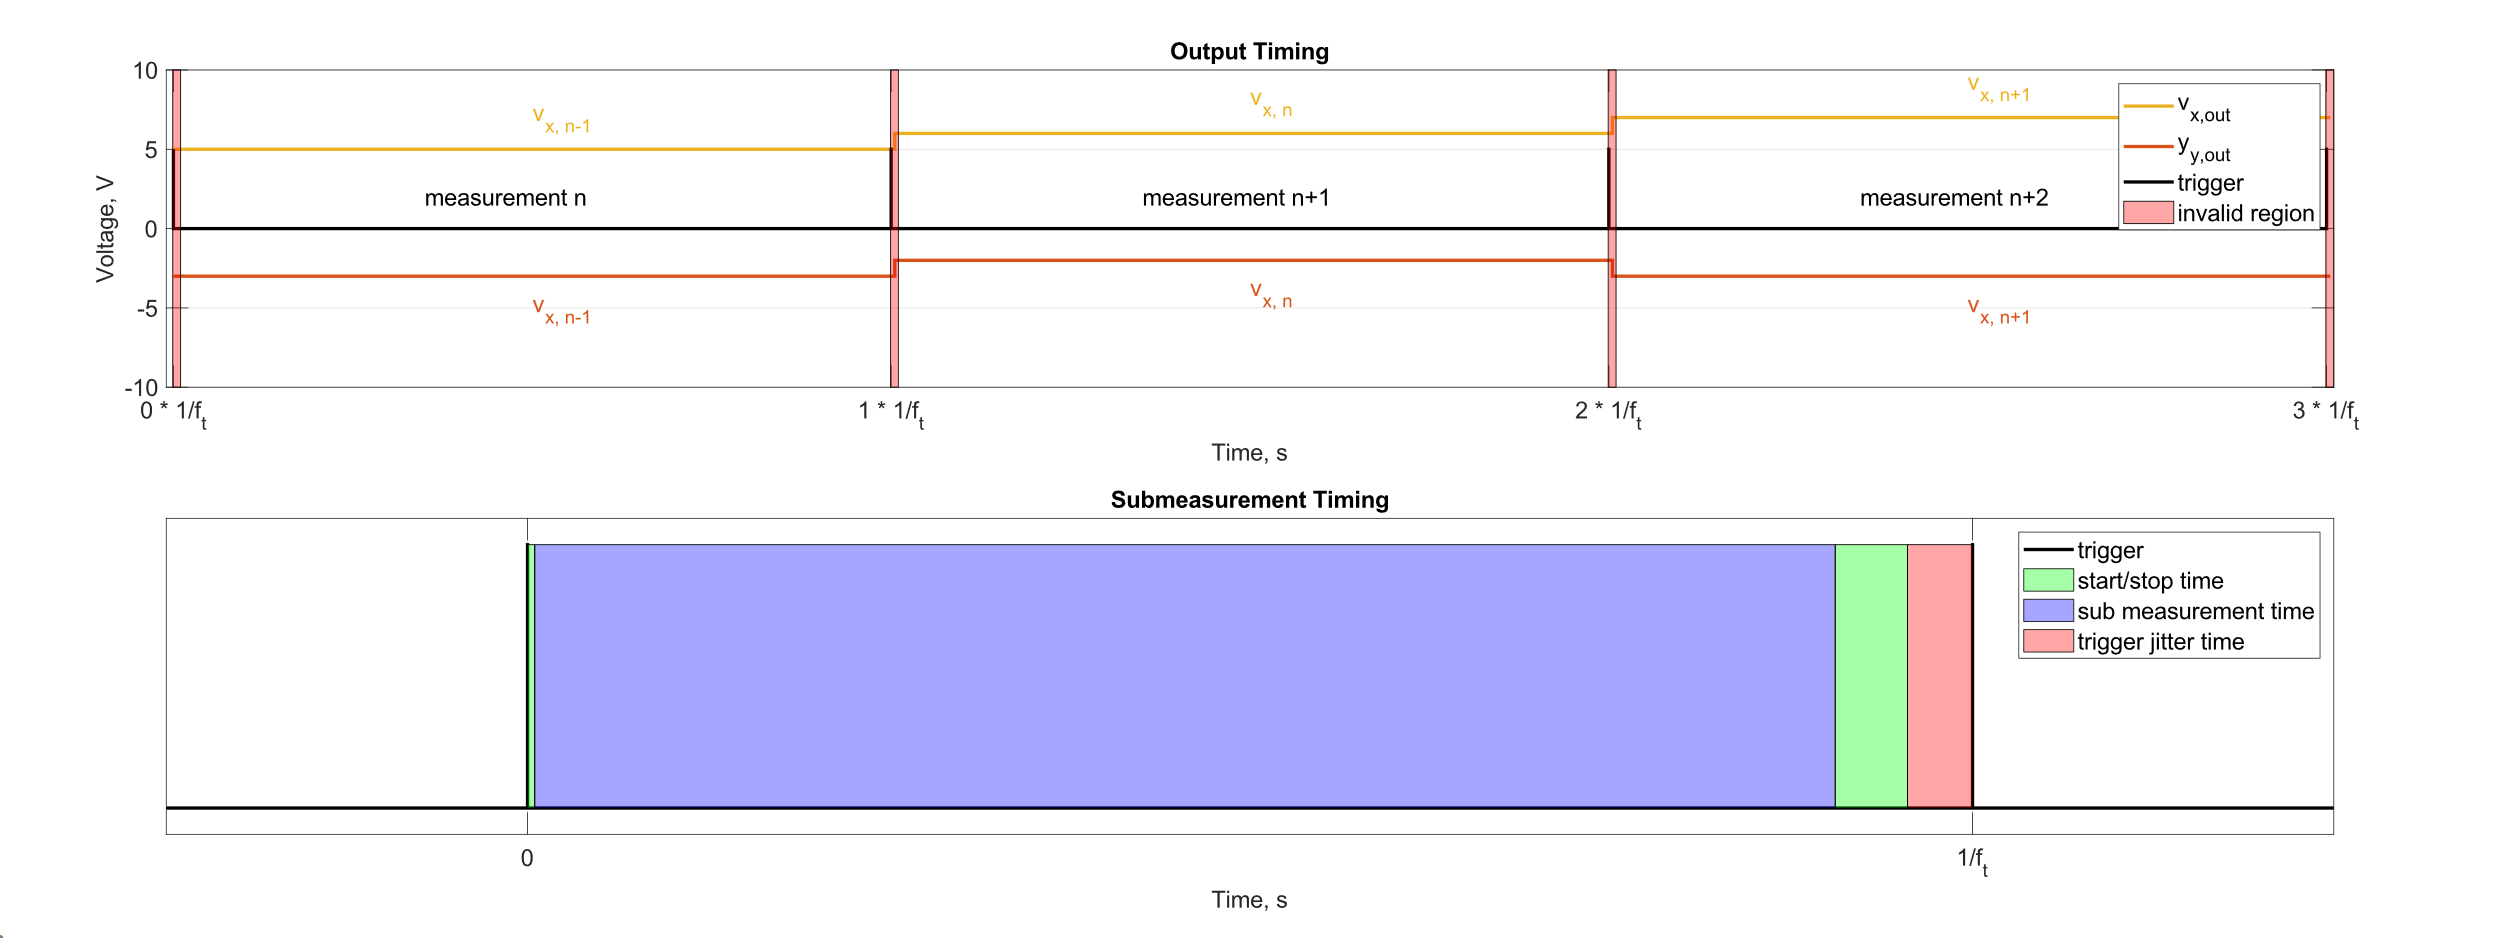 Output Timing
10
5
0
-5
-10
Voltage, V
v_x, n-1
v_x, n
v_x, n+1
measurement n
measurement n+1
measurement n+2
v_x, n-1
v_x, n
v_x, n+1
v_x,out
y_y,out
trigger
invalid region
0 * 1/f_t
1 * 1/f_t
2 * 1/f_t
3 * 1/f_t
Time, s
Submeasurement Timing
trigger
start/stop time
sub measurement time
trigger jitter time
0
1/f_t
Time, s